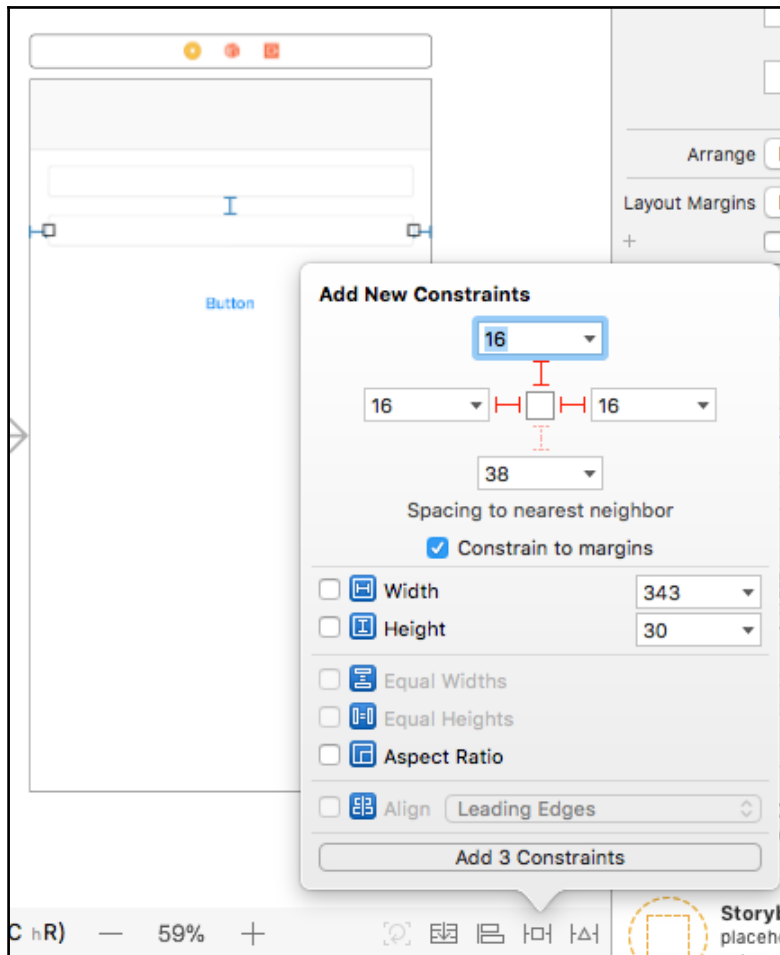 Arrange
Layout Margins
+
Button
Add New Constraints
16
16
16
38
Spacing to nearest neighbor
Constrain to margins
Width 343
Height 30
Equal Widths
Equal Heights
Aspect Ratio
Align Leading Edges
Add 3 Constraints
C hR) — 59% +
Storyb
placeho